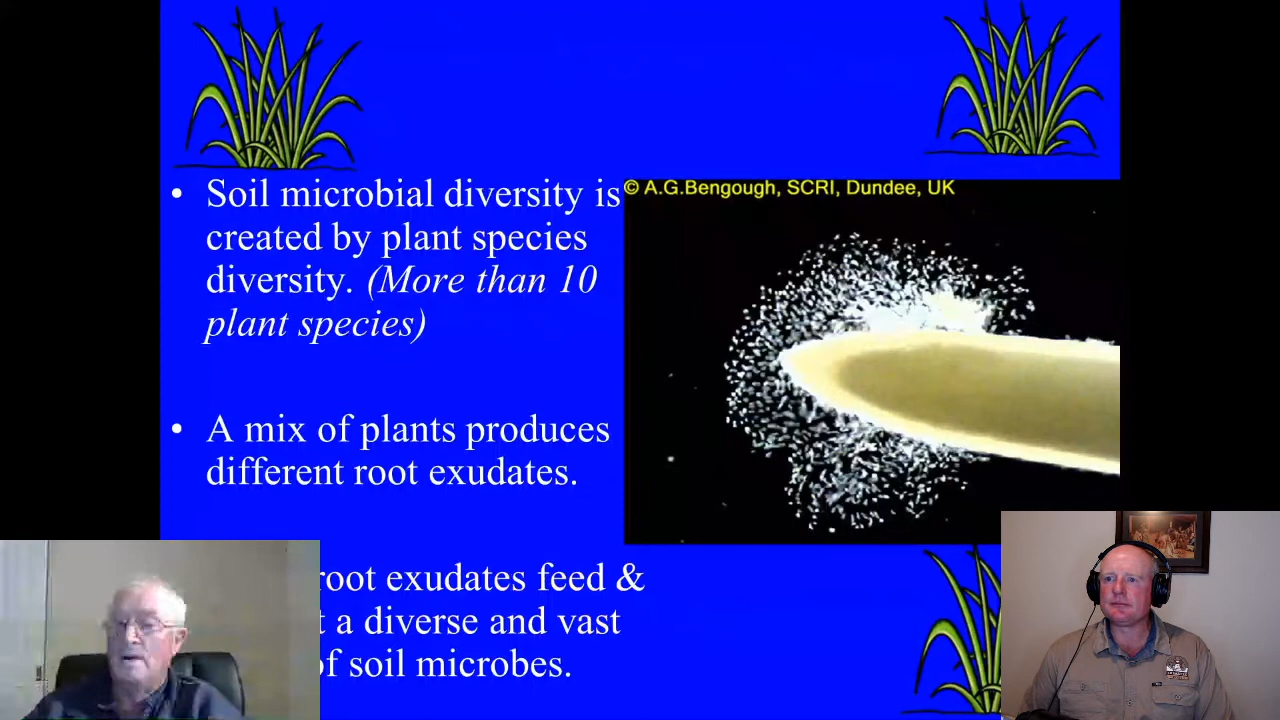 • Soil microbial diversity is
created by plant species
diversity. (More than 10
plant species)
© A.G.Bengough, SCRI, Dundee, UK
• A mix of plants produces
different root exudates.
root exudates feed &
t a diverse and vast
of soil microbes.